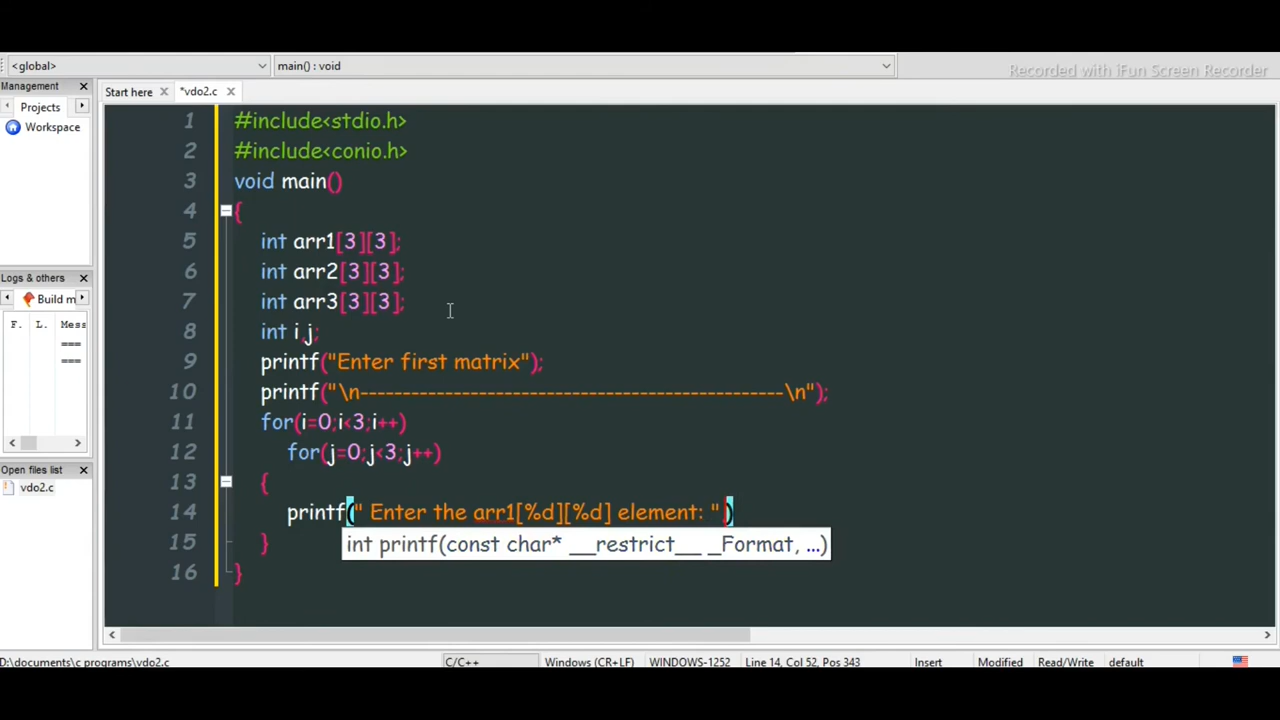 <global>
main() : void
Recorded with iFun Screen Recorder
Management
Projects
Workspace
Start here
*vdo2.c
1 #include<stdio.h>
2 #include<conio.h>
3 void main()
4 {
5 int arr1[3][3];
6 int arr2[3][3];
7 int arr3[3][3];
8 int i,j;
9 printf("Enter first matrix");
10 printf("\n--------------------------------------------------\n");
11 for(i=0;i<3;i++)
12 for(j=0;j<3;j++)
13 {
14 printf(" Enter the arr1[%d][%d] element: " )
int printf(const char* __restrict__ _Format, ...)
15 }
16 }
Logs & others
Build m
F. L. Mess
===
===
Open files list
vdo2.c
D:\documents\c programs\vdo2.c
C/C++
Windows (CR+LF)
WINDOWS-1252
Line 14, Col 52, Pos 343
Insert
Modified
Read/Write
default